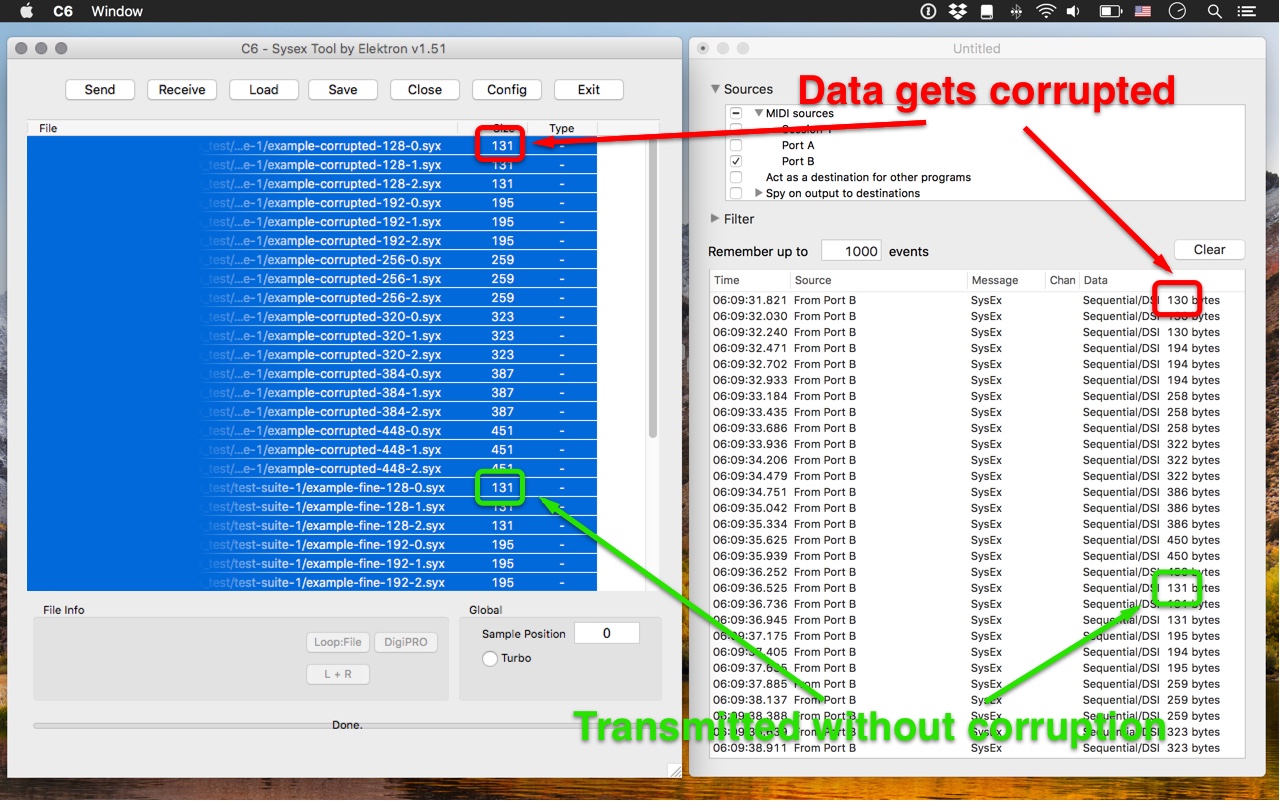 C6 Window
C6 - Sysex Tool by Elektron v1.51
Send Receive Load Save Close Config Exit
File Size Type
_test/...e-1/example-corrupted-128-0.syx 131 -
_test/...e-1/example-corrupted-128-1.syx 131 -
_test/...e-1/example-corrupted-128-2.syx 131 -
_test/...e-1/example-corrupted-192-0.syx 195 -
_test/...e-1/example-corrupted-192-1.syx 195 -
_test/...e-1/example-corrupted-192-2.syx 195 -
_test/...e-1/example-corrupted-256-0.syx 259 -
_test/...e-1/example-corrupted-256-1.syx 259 -
_test/...e-1/example-corrupted-256-2.syx 259 -
_test/...e-1/example-corrupted-320-0.syx 323 -
_test/...e-1/example-corrupted-320-1.syx 323 -
_test/...e-1/example-corrupted-320-2.syx 323 -
_test/...e-1/example-corrupted-384-0.syx 387 -
_test/...e-1/example-corrupted-384-1.syx 387 -
_test/...e-1/example-corrupted-384-2.syx 387 -
_test/...e-1/example-corrupted-448-0.syx 451 -
_test/...e-1/example-corrupted-448-1.syx 451 -
_test/...e-1/example-corrupted-448-2.syx 451 -
_test/test-suite-1/example-fine-128-0.syx 131 -
_test/test-suite-1/example-fine-128-1.syx 131 -
_test/test-suite-1/example-fine-128-2.syx 131 -
_test/test-suite-1/example-fine-192-0.syx 195 -
_test/test-suite-1/example-fine-192-1.syx 195 -
_test/test-suite-1/example-fine-192-2.syx 195 -
File Info
Loop:File DigiPRO
L + R
Global
Sample Position 0
Turbo
Done.
Untitled
Data gets corrupted
Sources
MIDI sources
Session 1
Port A
Port B
Act as a destination for other programs
Spy on output to destinations
Filter
Remember up to 1000 events Clear
Time Source Message Chan Data
06:09:31.821 From Port B SysEx Sequential/DSI 130 bytes
06:09:32.030 From Port B SysEx Sequential/DSI 130 bytes
06:09:32.240 From Port B SysEx Sequential/DSI 130 bytes
06:09:32.471 From Port B SysEx Sequential/DSI 194 bytes
06:09:32.702 From Port B SysEx Sequential/DSI 194 bytes
06:09:32.933 From Port B SysEx Sequential/DSI 194 bytes
06:09:33.184 From Port B SysEx Sequential/DSI 258 bytes
06:09:33.435 From Port B SysEx Sequential/DSI 258 bytes
06:09:33.686 From Port B SysEx Sequential/DSI 258 bytes
06:09:33.936 From Port B SysEx Sequential/DSI 322 bytes
06:09:34.206 From Port B SysEx Sequential/DSI 322 bytes
06:09:34.479 From Port B SysEx Sequential/DSI 322 bytes
06:09:34.751 From Port B SysEx Sequential/DSI 386 bytes
06:09:35.042 From Port B SysEx Sequential/DSI 386 bytes
06:09:35.334 From Port B SysEx Sequential/DSI 386 bytes
06:09:35.625 From Port B SysEx Sequential/DSI 450 bytes
06:09:35.939 From Port B SysEx Sequential/DSI 450 bytes
06:09:36.252 From Port B SysEx Sequential/DSI 450 bytes
06:09:36.525 From Port B SysEx Sequential/DSI 131 bytes
06:09:36.736 From Port B SysEx Sequential/DSI 131 bytes
06:09:36.945 From Port B SysEx Sequential/DSI 131 bytes
06:09:37.175 From Port B SysEx Sequential/DSI 195 bytes
06:09:37.405 From Port B SysEx Sequential/DSI 194 bytes
From Port B SysEx Sequential/DSI 195 bytes
06:09:37.885 From Port B SysEx Sequential/DSI 259 bytes
06:09:38.137 From Port B SysEx Sequential/DSI 259 bytes
06:09:38.388 From Port B SysEx Sequential/DSI 259 bytes
06:09:38.639 From Port B SysEx Sequential/DSI 323 bytes
06:09:38.911 From Port B SysEx Sequential/DSI 323 bytes
Transmitted without corruption